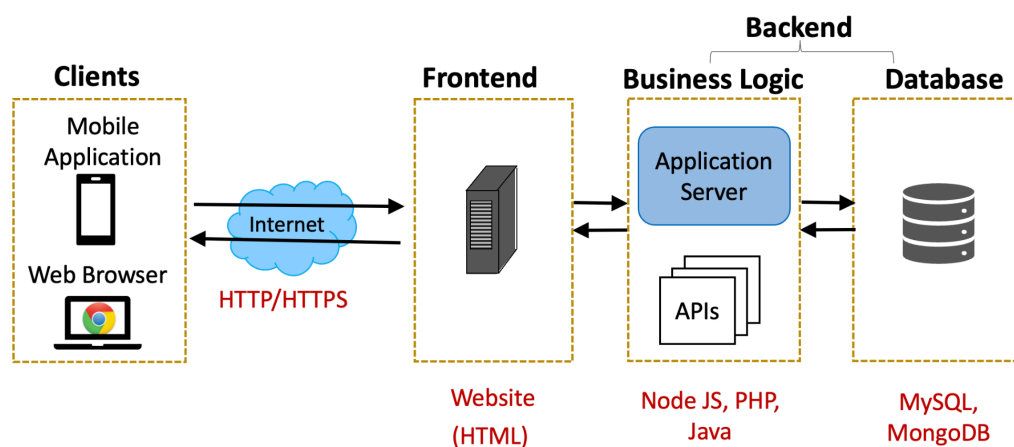 Backend
Clients
Frontend
Business Logic
Database
Mobile
Application
Web Browser
Internet
HTTP/HTTPS
Application
Server
APIs
Website
(HTML)
Node JS, PHP,
Java
MySQL,
MongoDB